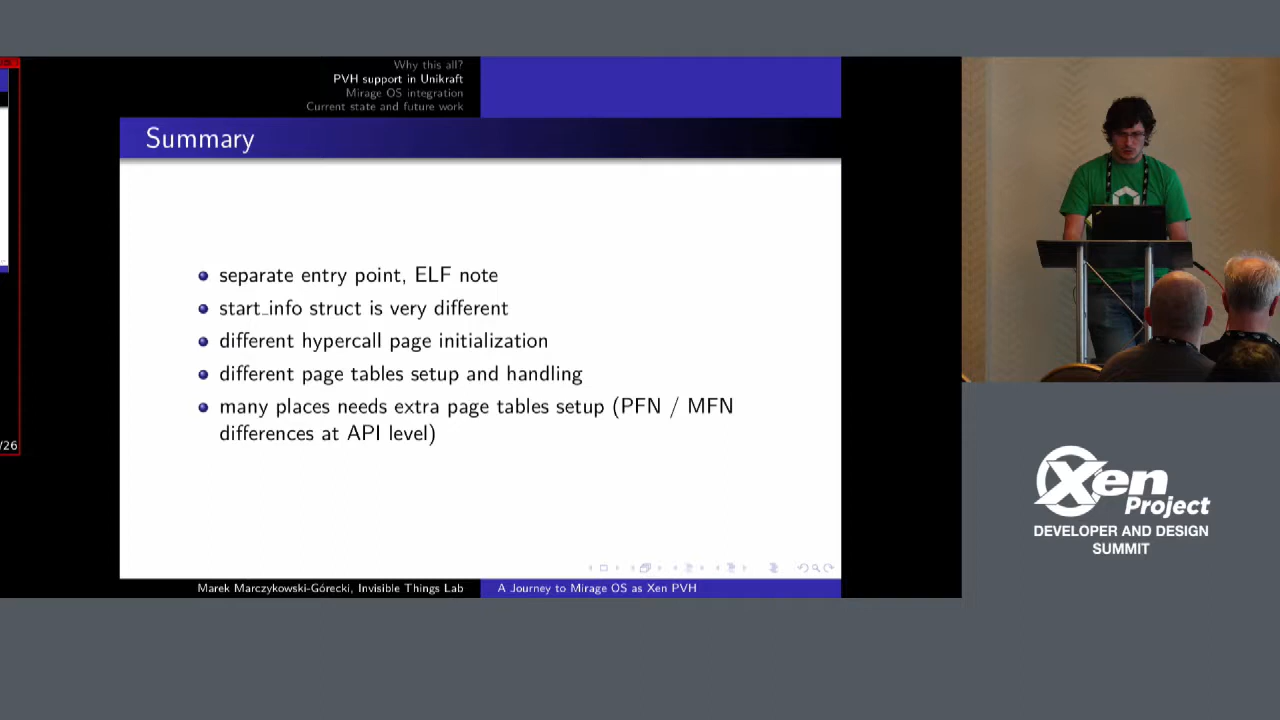 Why this all?
PVH support in Unikraft
Mirage OS integration
Current state and future work
Summary
separate entry point, ELF note
start_info struct is very different
different hypercall page initialization
different page tables setup and handling
many places needs extra page tables setup (PFN / MFN
differences at API level)
/26
Marek Marczykowski-Górecki, Invisible Things Lab
A Journey to Mirage OS as Xen PVH
Xen
Project
DEVELOPER AND DESIGN
SUMMIT